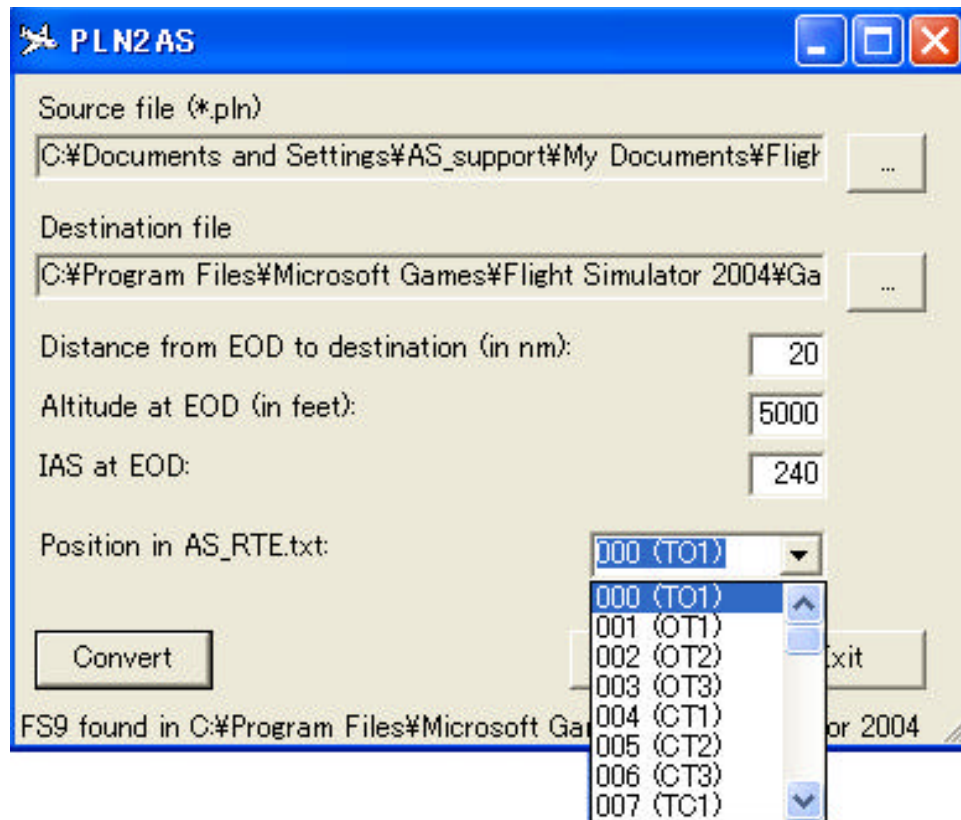 PLN2AS
Source file (*.pln)
C:¥Documents and Settings¥AS_support¥My Documents¥Fligh
...
Destination file
C:¥Program Files¥Microsoft Games¥Flight Simulator 2004¥Ga
...
Distance from EOD to destination (in nm):
20
Altitude at EOD (in feet):
5000
IAS at EOD:
240
Position in AS_RTE.txt:
000 (TO1)
000 (TO1)
001 (OT1)
002 (OT2)
003 (OT3)
004 (CT1)
005 (CT2)
006 (CT3)
007 (TC1)
Convert
xit
FS9 found in C:¥Program Files¥Microsoft Ga
or 2004